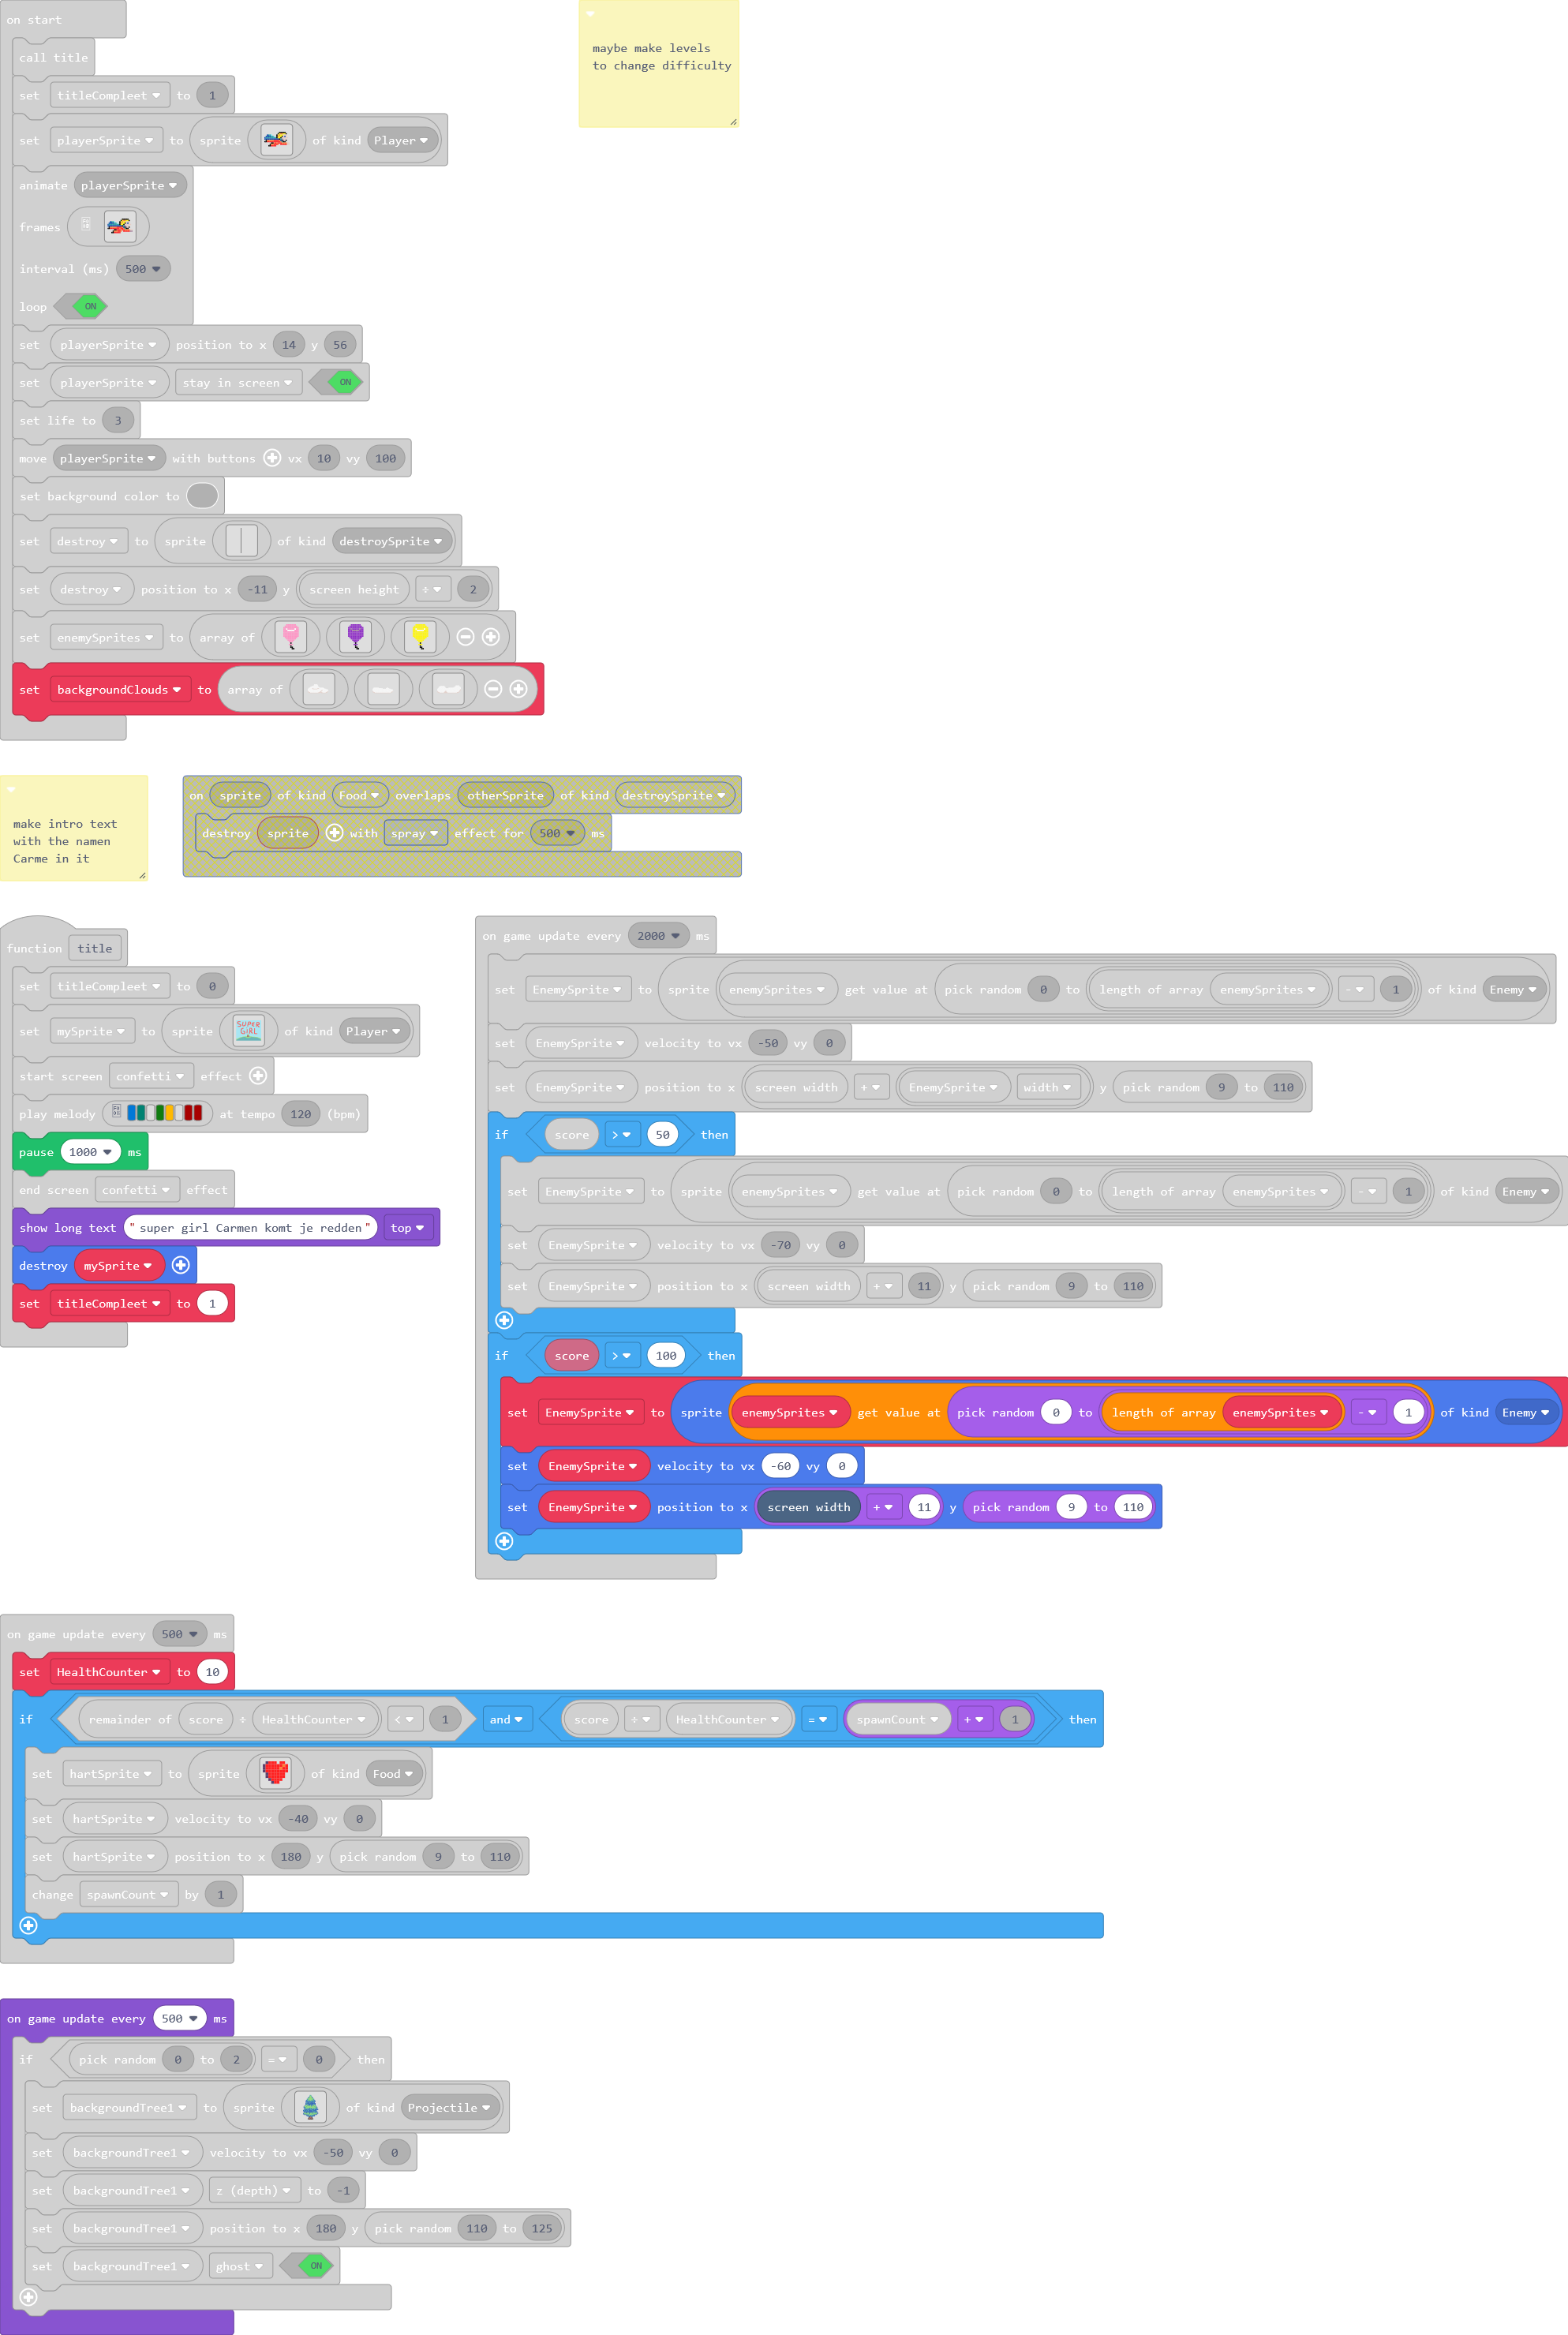 on start
call title
set titleCompleet to 1
set playerSprite to sprite of kind Player
animate playerSprite
frames
interval (ms) 500
loop ON
set playerSprite position to x 14 y 56
set playerSprite stay in screen ON
set life to 3
move playerSprite with buttons vx 10 vy 100
set background color to
set destroy to sprite of kind destroySprite
set destroy position to x -11 y screen height ÷ 2
set enemySprites to array of
set backgroundClouds to array of
maybe make levels
to change difficulty
make intro text
with the namen
Carme in it
on sprite of kind Food overlaps otherSprite of kind destroySprite
destroy sprite with spray effect for 500 ms
function title
set titleCompleet to 0
set mySprite to sprite SUPER GIRL of kind Player
start screen confetti effect
play melody at tempo 120 (bpm)
pause 1000 ms
end screen confetti effect
show long text "super girl Carmen komt je redden" top
destroy mySprite
set titleCompleet to 1
on game update every 2000 ms
set EnemySprite to sprite enemySprites get value at pick random 0 to length of array enemySprites - 1 of kind Enemy
set EnemySprite velocity to vx -50 vy 0
set EnemySprite position to x screen width + EnemySprite width y pick random 9 to 110
if score > 50 then
set EnemySprite to sprite enemySprites get value at pick random 0 to length of array enemySprites - 1 of kind Enemy
set EnemySprite velocity to vx -70 vy 0
set EnemySprite position to x screen width + 11 y pick random 9 to 110
if score > 100 then
set EnemySprite to sprite enemySprites get value at pick random 0 to length of array enemySprites - 1 of kind Enemy
set EnemySprite velocity to vx -60 vy 0
set EnemySprite position to x screen width + 11 y pick random 9 to 110
on game update every 500 ms
set HealthCounter to 10
if remainder of score ÷ HealthCounter < 1 and score ÷ HealthCounter = spawnCount + 1 then
set hartSprite to sprite of kind Food
set hartSprite velocity to vx -40 vy 0
set hartSprite position to x 180 y pick random 9 to 110
change spawnCount by 1
on game update every 500 ms
if pick random 0 to 2 = 0 then
set backgroundTree1 to sprite of kind Projectile
set backgroundTree1 velocity to vx -50 vy 0
set backgroundTree1 z (depth) to -1
set backgroundTree1 position to x 180 y pick random 110 to 125
set backgroundTree1 ghost ON